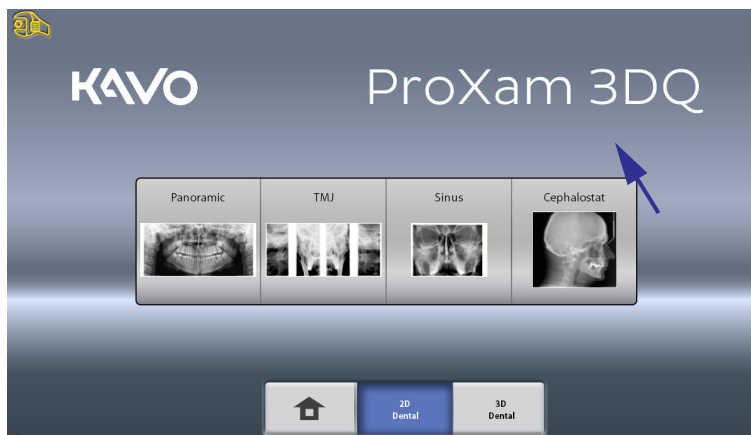 KAVO
ProXam 3DQ
Panoramic
TMJ
Sinus
Cephalostat
2D
Dental
3D
Dental